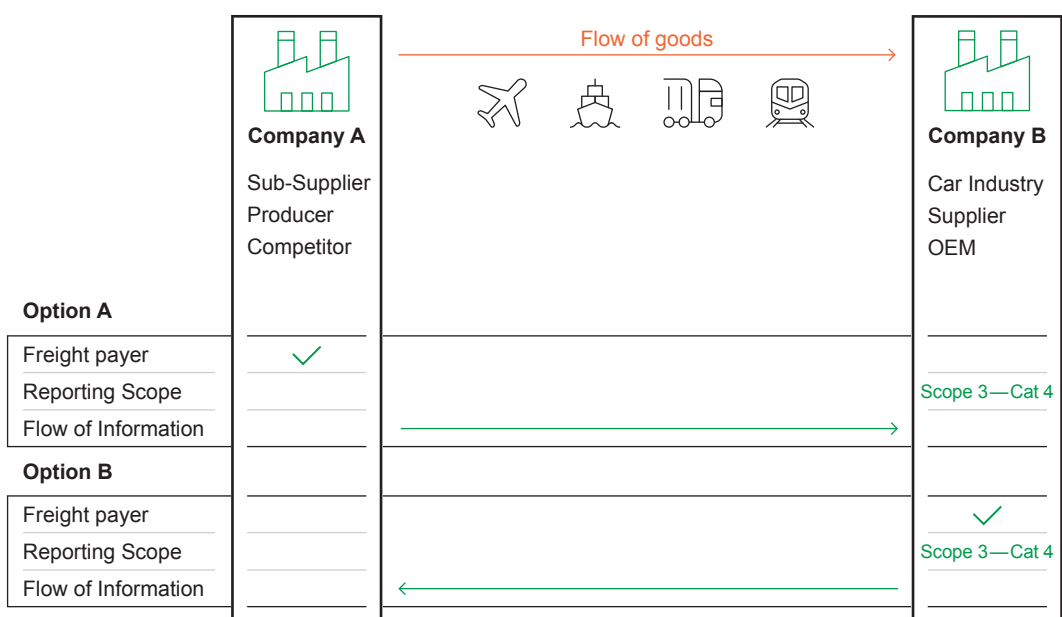 Flow of goods
Company A
Company B
Sub-Supplier
Producer
Competitor
Car Industry
Supplier
OEM
Option A
Freight payer
Reporting Scope
Scope 3—Cat 4
Flow of Information
Option B
Freight payer
Reporting Scope
Scope 3—Cat 4
Flow of Information